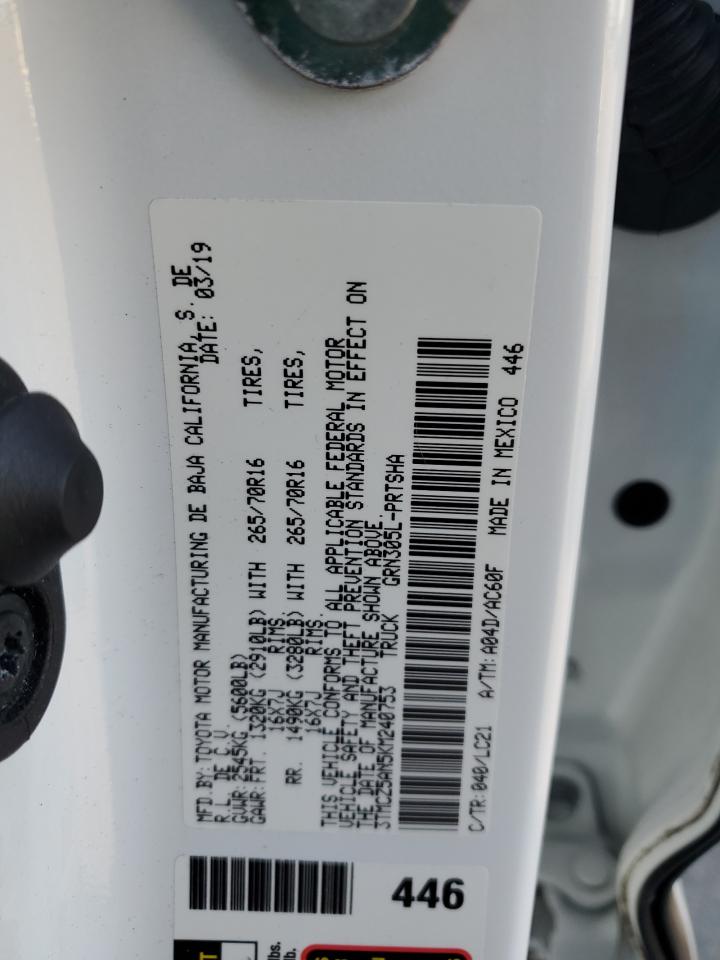 MFD BY: TOYOTA MOTOR MANUFACTURING DE BAJA CALIFORNIA, S. DE
R.L. DE C.V. DATE: 03/19
GVWR: 2545KG (5600LB)
GAWR: FRT. 1320KG (2910LB) WITH 265/70R16 TIRES,
16X7J RIMS
RR. 1490KG (3280LB) WITH 265/70R16 TIRES,
16X7J RIMS.
THIS VEHICLE CONFORMS TO ALL APPLICABLE FEDERAL MOTOR
VEHICLE SAFETY AND THEFT PREVENTION STANDARDS IN EFFECT ON
THE DATE OF MANUFACTURE SHOWN ABOVE.
3TMCZ5AN5KM240753 TRUCK GRN305L-PRTSHA
C/TR: 040/LC21 A/TM: A04D/AC60F MADE IN MEXICO 446
446
lbs.
lb.